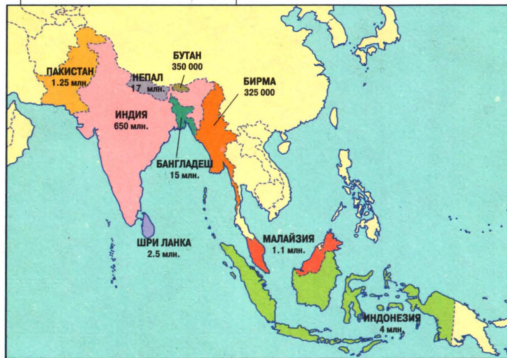 БУТАН
350 000
ПАКИСТАН
1.25 млн.
НЕПАЛ
17 млн.
БИРМА
325 000
ИНДИЯ
650 млн.
БАНГЛАДЕШ
15 млн.
ШРИ ЛАНКА
2.5 млн.
МАЛАЙЗИЯ
1.1 млн.
ИНДОНЕЗИЯ
4 млн.